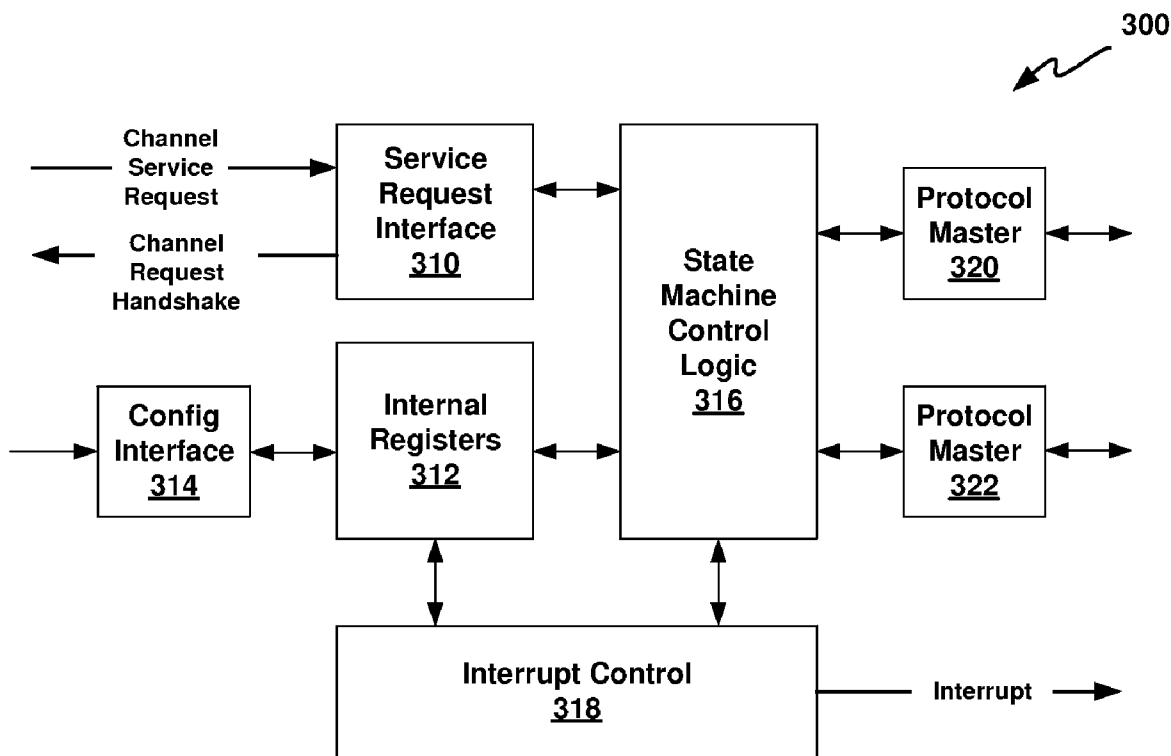 300
Channel
Service
Request
Channel
Request
Handshake
Service
Request
Interface
310
State
Machine
Control
Logic
316
Protocol
Master
320
Config
Interface
314
Internal
Registers
312
Protocol
Master
322
Interrupt Control
318
Interrupt